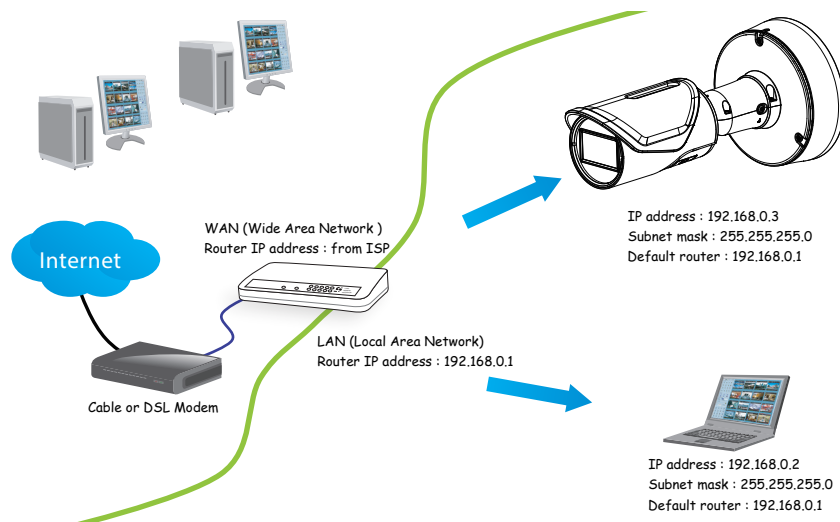 WAN (Wide Area Network )
Router IP address : from ISP
Internet
LAN (Local Area Network)
Router IP address : 192.168.0.1
Cable or DSL Modem
IP address : 192.168.0.3
Subnet mask : 255.255.255.0
Default router : 192.168.0.1
IP address : 192.168.0.2
Subnet mask : 255.255.255.0
Default router : 192.168.0.1